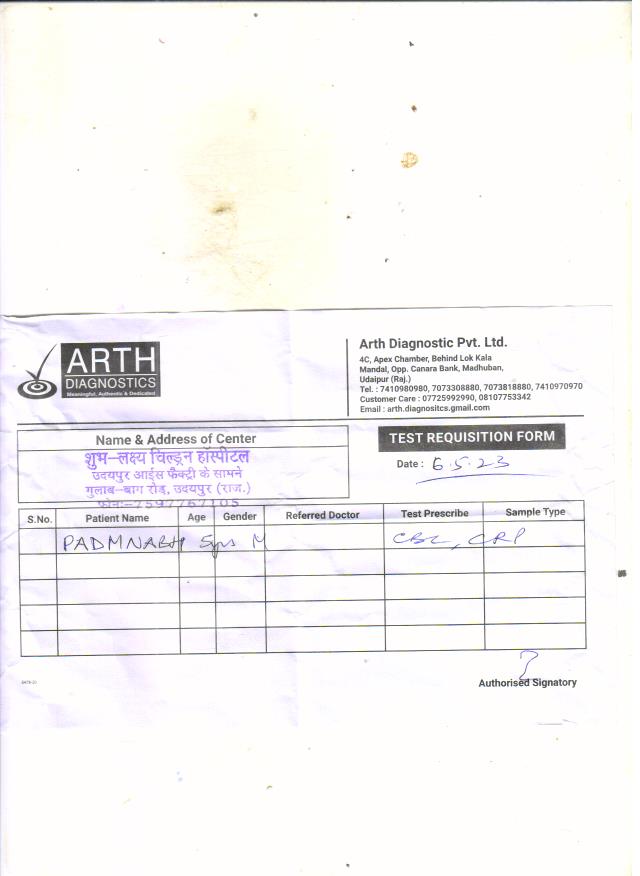 ARTH
DIAGNOSTICS
Meaningful, Authentic & Dedicated
Arth Diagnostic Pvt. Ltd.
4C, Apex Chamber, Behind Lok Kala
Mandal, Opp. Canara Bank, Madhuban,
Udaipur (Raj.)
Tel. : 7410980980, 7073308880, 7073818880, 7410970970
Customer Care : 07725992990, 08107753342
Email : arth.diagnositcs.gmail.com
Name & Address of Center
शुभ–लक्ष्य चिल्ड्रन हॉस्पीटल
उदयपुर आईस फैक्ट्री के सामने
गुलाब–बाग रोड़, उदयपुर (राज.)
फोनः–7597767105
TEST REQUISITION FORM
Date : 6.5.23
S.No. Patient Name Age Gender Referred Doctor Test Prescribe Sample Type
PADMNABH 5yrs M CBC, CRP
Authorised Signatory